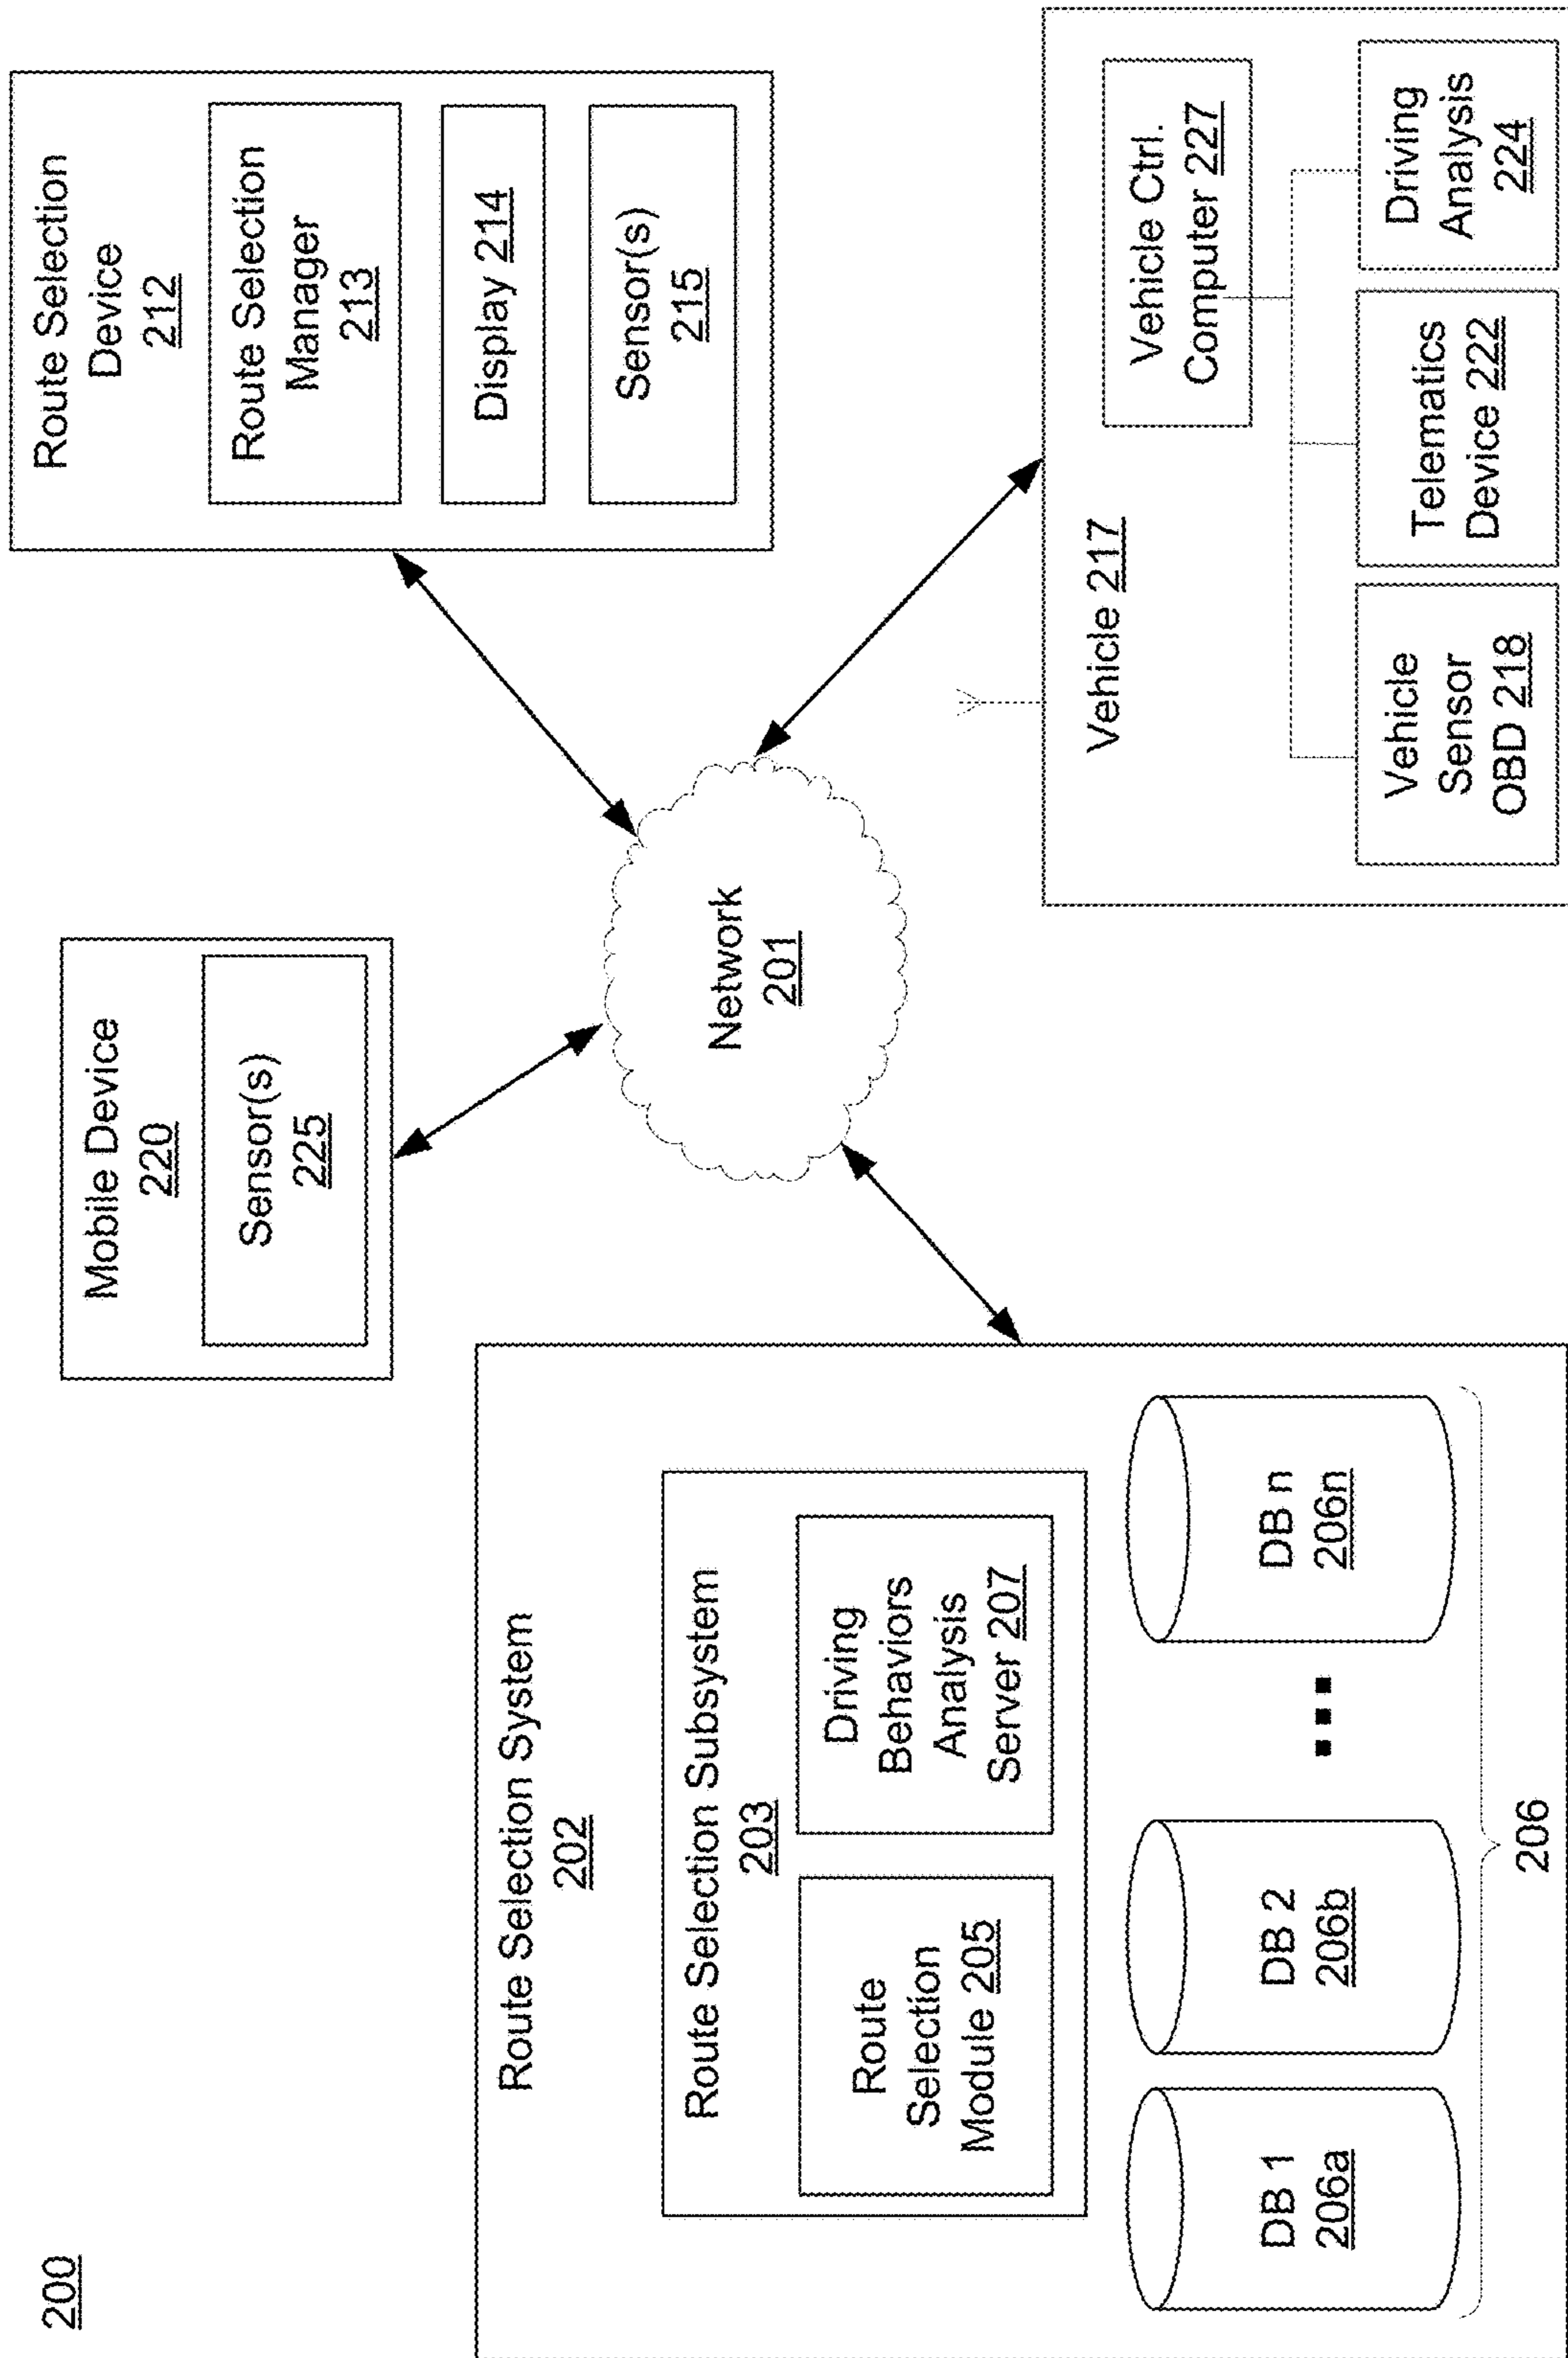 200
Route Selection System
202
Route Selection Subsystem
203
Route
Selection
Module 205
Driving
Behaviors
Analysis
Server 207
DB 1
206a
DB 2
206b
DB n
206n
206
Mobile Device
220
Sensor(s)
225
Network
201
Route Selection
Device
212
Route Selection
Manager
213
Display 214
Sensor(s)
215
Vehicle 217
Vehicle Ctrl.
Computer 227
Vehicle
Sensor
OBD 218
Telematics
Device 222
Driving
Analysis
224